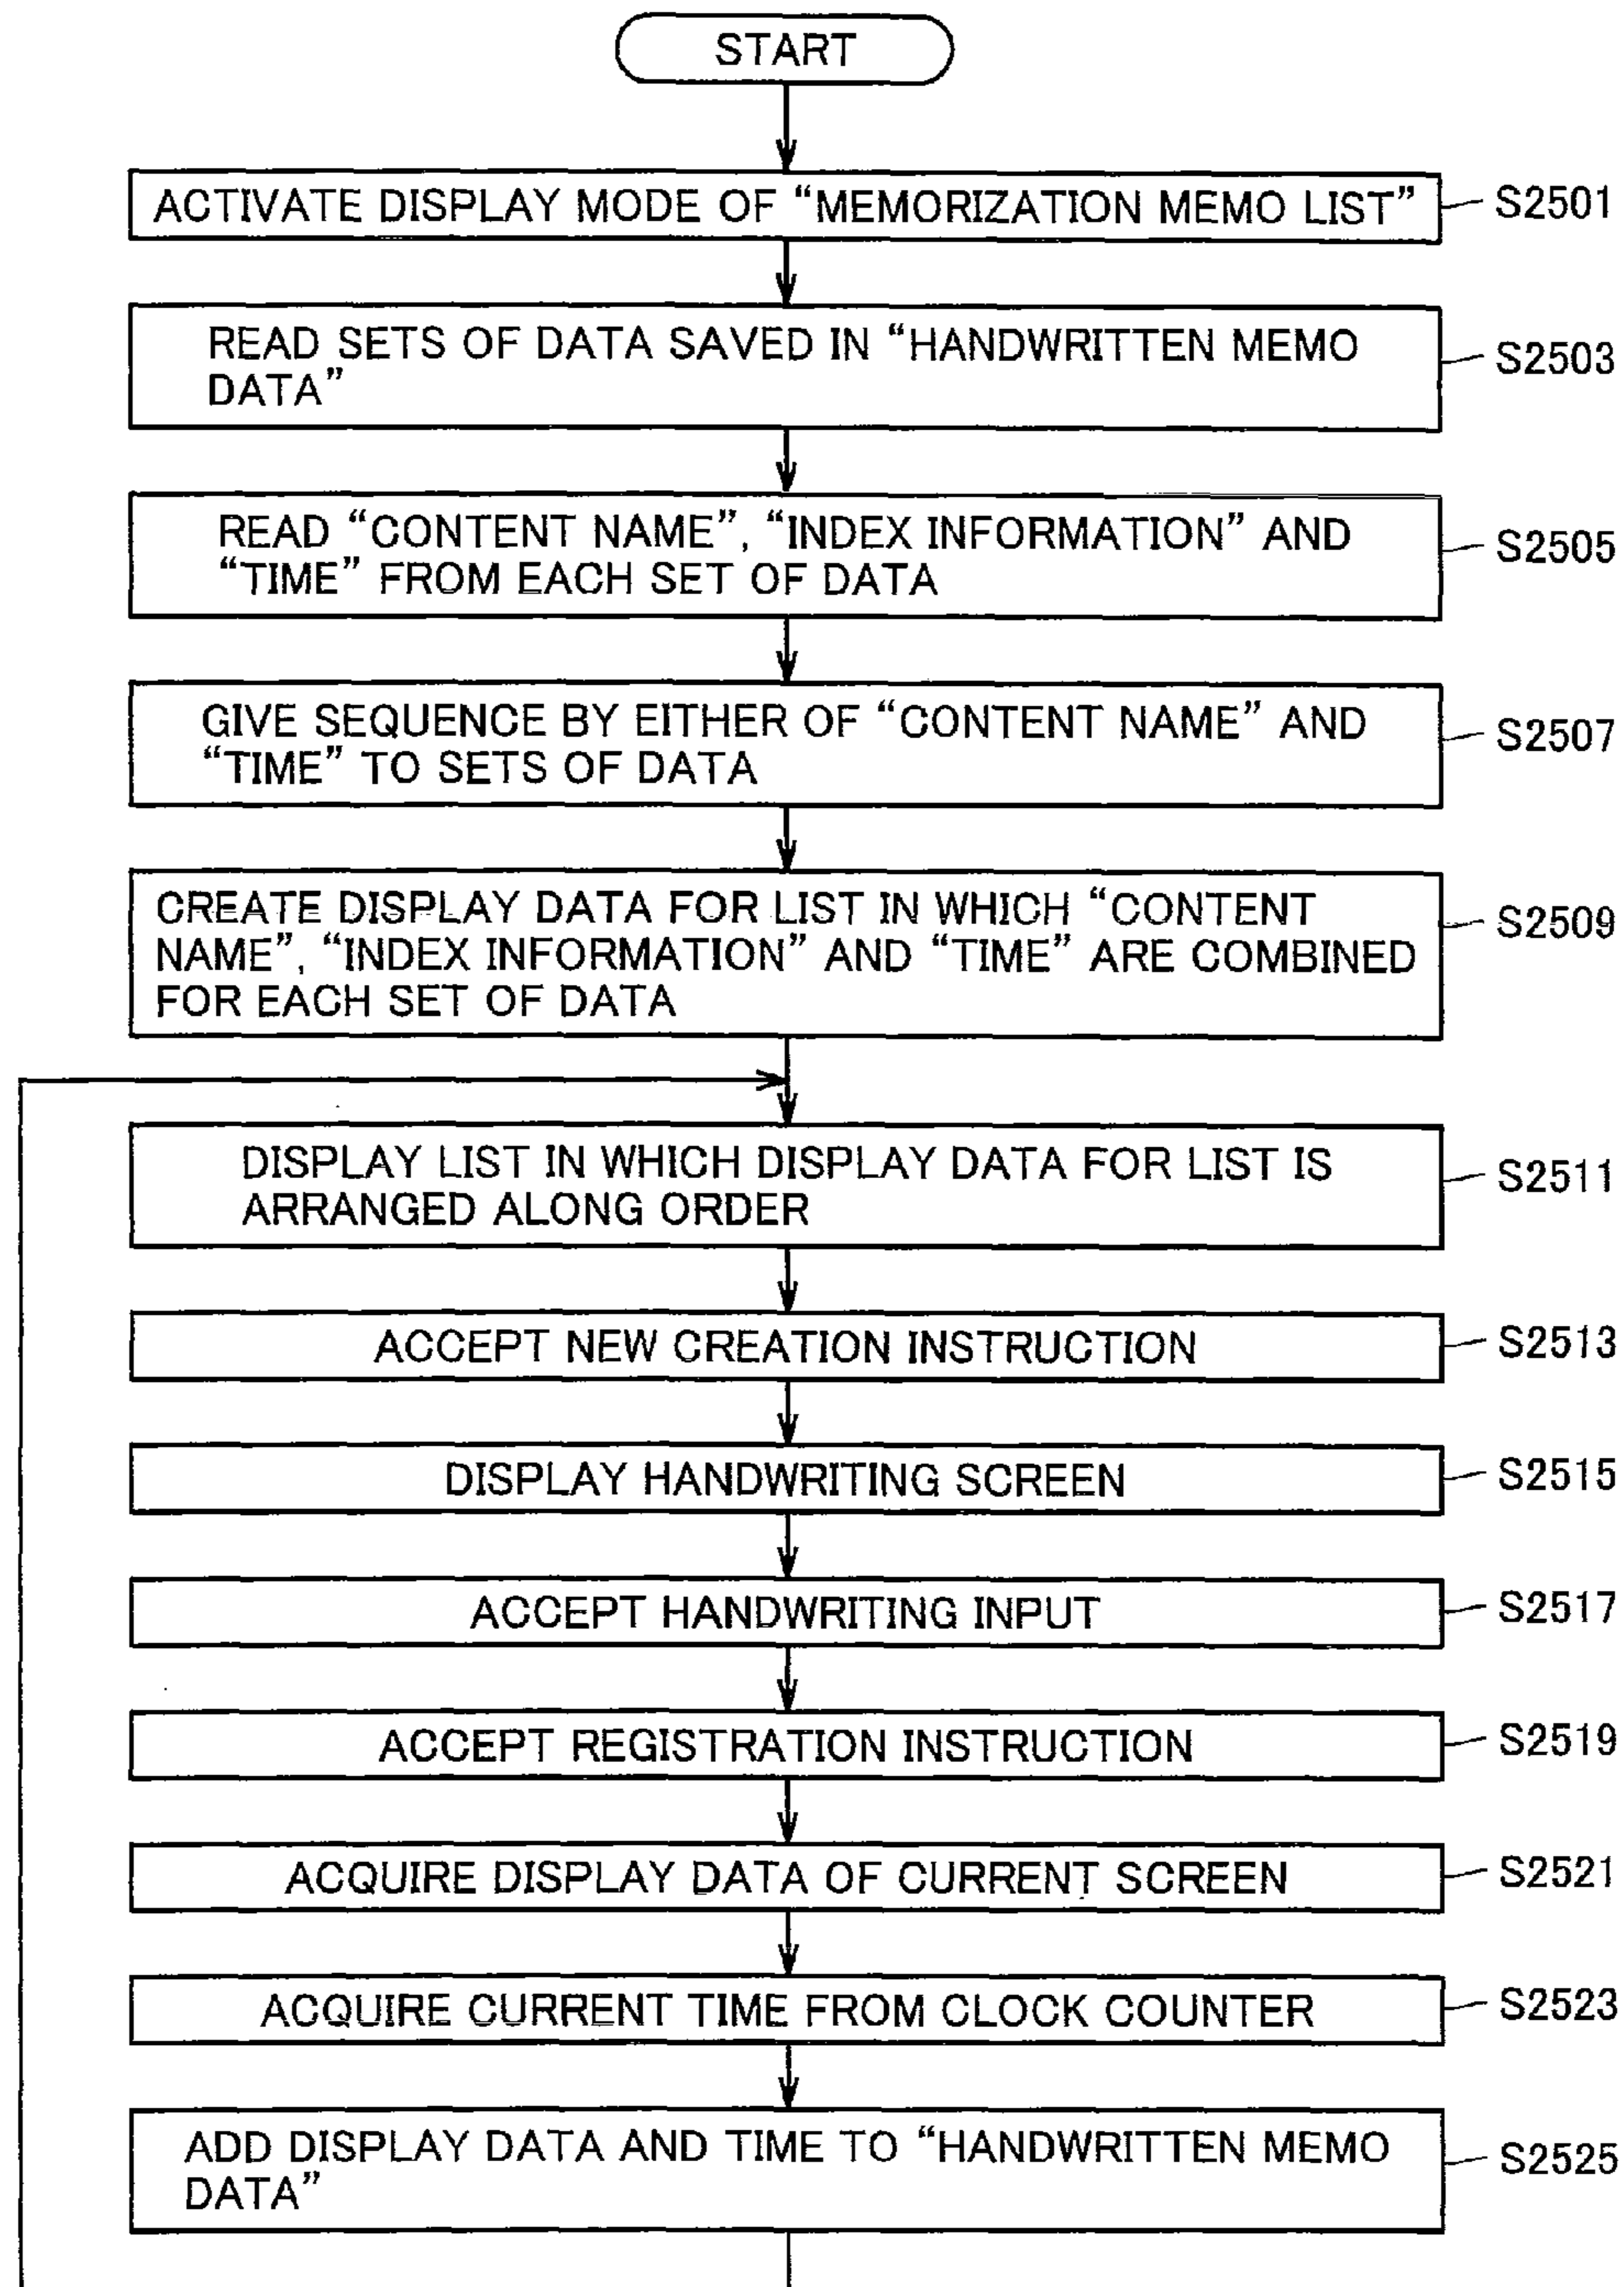 START
ACTIVATE DISPLAY MODE OF “MEMORIZATION MEMO LIST”
S2501
READ SETS OF DATA SAVED IN “HANDWRITTEN MEMO
DATA”
S2503
READ “CONTENT NAME”, “INDEX INFORMATION” AND
“TIME” FROM EACH SET OF DATA
S2505
GIVE SEQUENCE BY EITHER OF “CONTENT NAME” AND
“TIME” TO SETS OF DATA
S2507
CREATE DISPLAY DATA FOR LIST IN WHICH “CONTENT
NAME”, “INDEX INFORMATION” AND “TIME” ARE COMBINED
FOR EACH SET OF DATA
S2509
DISPLAY LIST IN WHICH DISPLAY DATA FOR LIST IS
ARRANGED ALONG ORDER
S2511
ACCEPT NEW CREATION INSTRUCTION
S2513
DISPLAY HANDWRITING SCREEN
S2515
ACCEPT HANDWRITING INPUT
S2517
ACCEPT REGISTRATION INSTRUCTION
S2519
ACQUIRE DISPLAY DATA OF CURRENT SCREEN
S2521
ACQUIRE CURRENT TIME FROM CLOCK COUNTER
S2523
ADD DISPLAY DATA AND TIME TO “HANDWRITTEN MEMO
DATA”
S2525